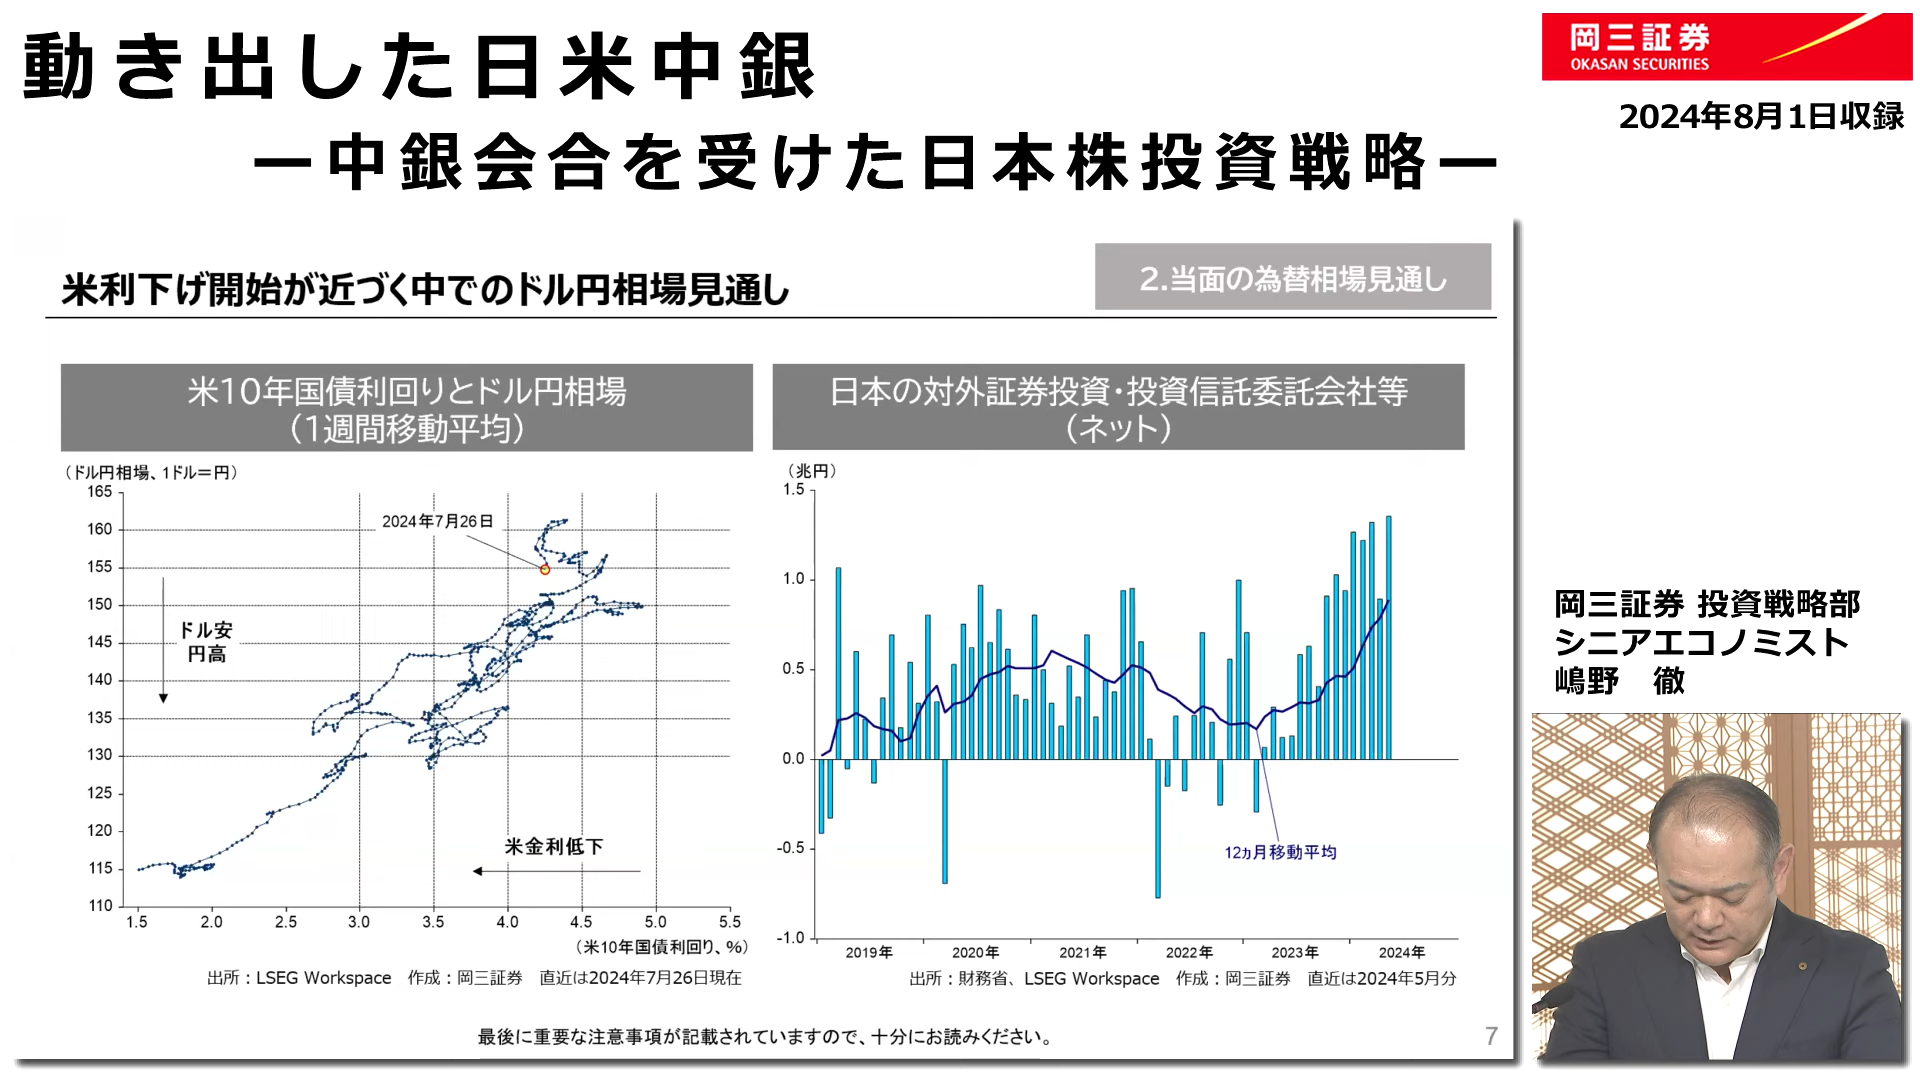 動き出した日米中銀
ー中銀会合を受けた日本株投資戦略ー
岡三証券
OKASAN SECURITIES
2024年8月1日収録
米利下げ開始が近づく中でのドル円相場見通し
2.当面の為替相場見通し
米10年国債利回りとドル円相場
（1週間移動平均）
（ドル円相場、1ドル＝円）
165
160
155
150
145
140
135
130
125
120
115
110
2024年7月26日
ドル安
円高
米金利低下
1.5 2.0 2.5 3.0 3.5 4.0 4.5 5.0 5.5
（米10年国債利回り、%）
出所：LSEG Workspace 作成：岡三証券 直近は2024年7月26日現在
日本の対外証券投資・投資信託委託会社等
（ネット）
（兆円）
1.5
1.0
0.5
0.0
-0.5
-1.0
12ヵ月移動平均
2019年 2020年 2021年 2022年 2023年 2024年
出所：財務省、LSEG Workspace 作成：岡三証券 直近は2024年5月分
最後に重要な注意事項が記載されていますので、十分にお読みください。
7
岡三証券 投資戦略部
シニアエコノミスト
嶋野 徹